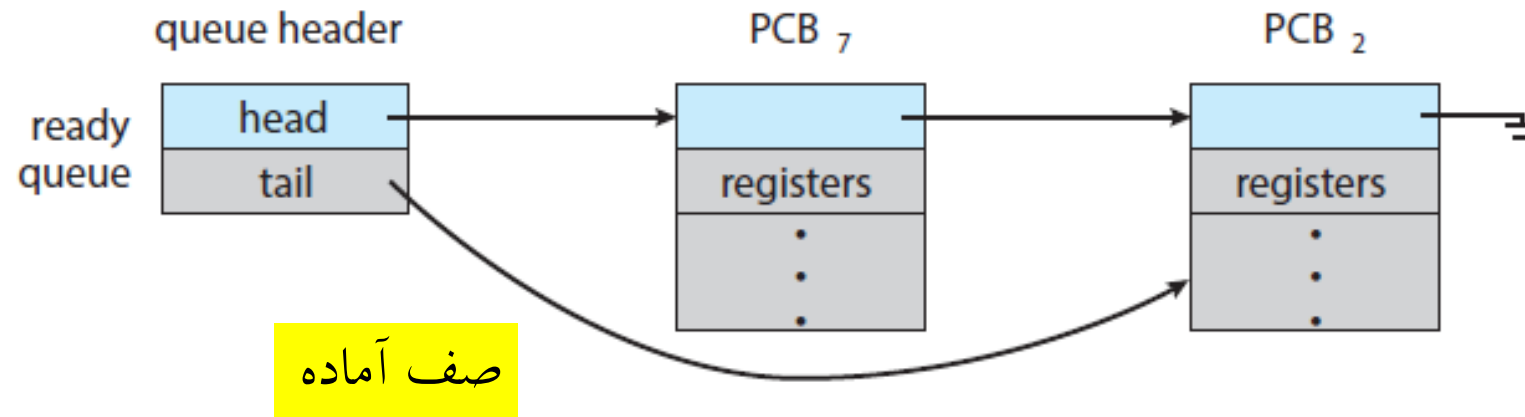 queue header
PCB 7
PCB 2
ready
queue
head
tail
registers
registers
صف آماده